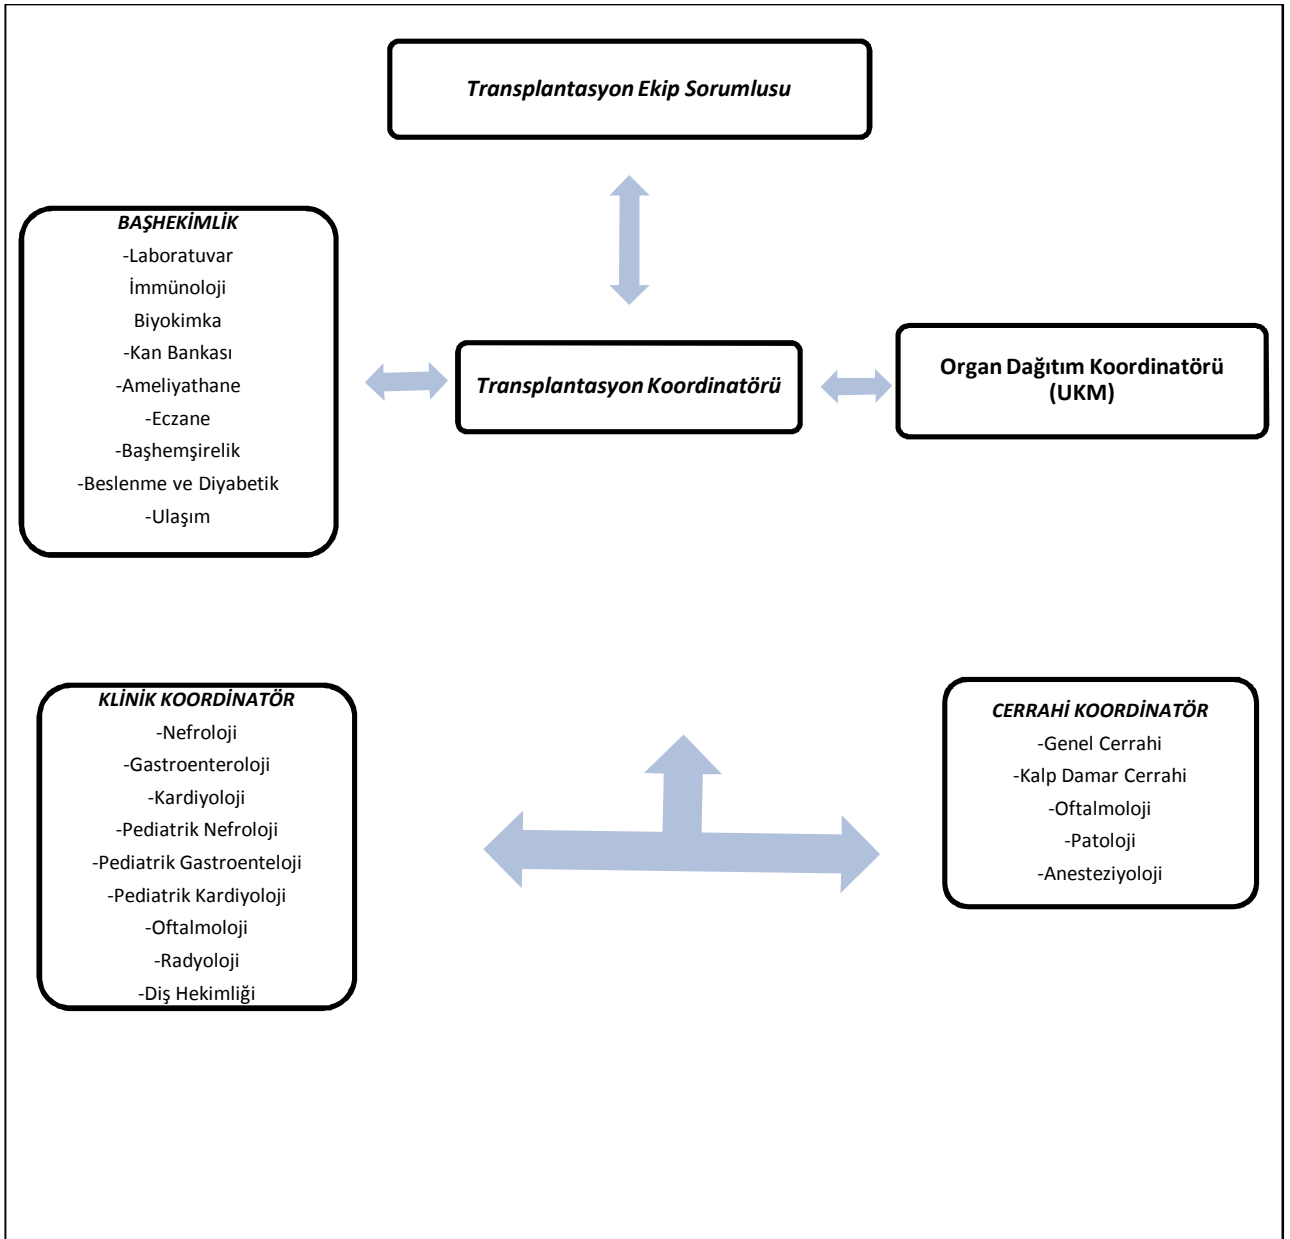 Transplantasyon Ekip Sorumlusu
BAŞHEKİMLİK
-Laboratuvar
İmmünoloji
Biyokimka
-Kan Bankası
-Ameliyathane
-Eczane
-Başhemşirelik
-Beslenme ve Diyabetik
-Ulaşım
Transplantasyon Koordinatörü
Organ Dağıtım Koordinatörü
(UKM)
KLİNİK KOORDİNATÖR
-Nefroloji
-Gastroenteroloji
-Kardiyoloji
-Pediatrik Nefroloji
-Pediatrik Gastroenteloji
-Pediatrik Kardiyoloji
-Oftalmoloji
-Radyoloji
-Diş Hekimliği
CERRAHİ KOORDİNATÖR
-Genel Cerrahi
-Kalp Damar Cerrahi
-Oftalmoloji
-Patoloji
-Anesteziyoloji